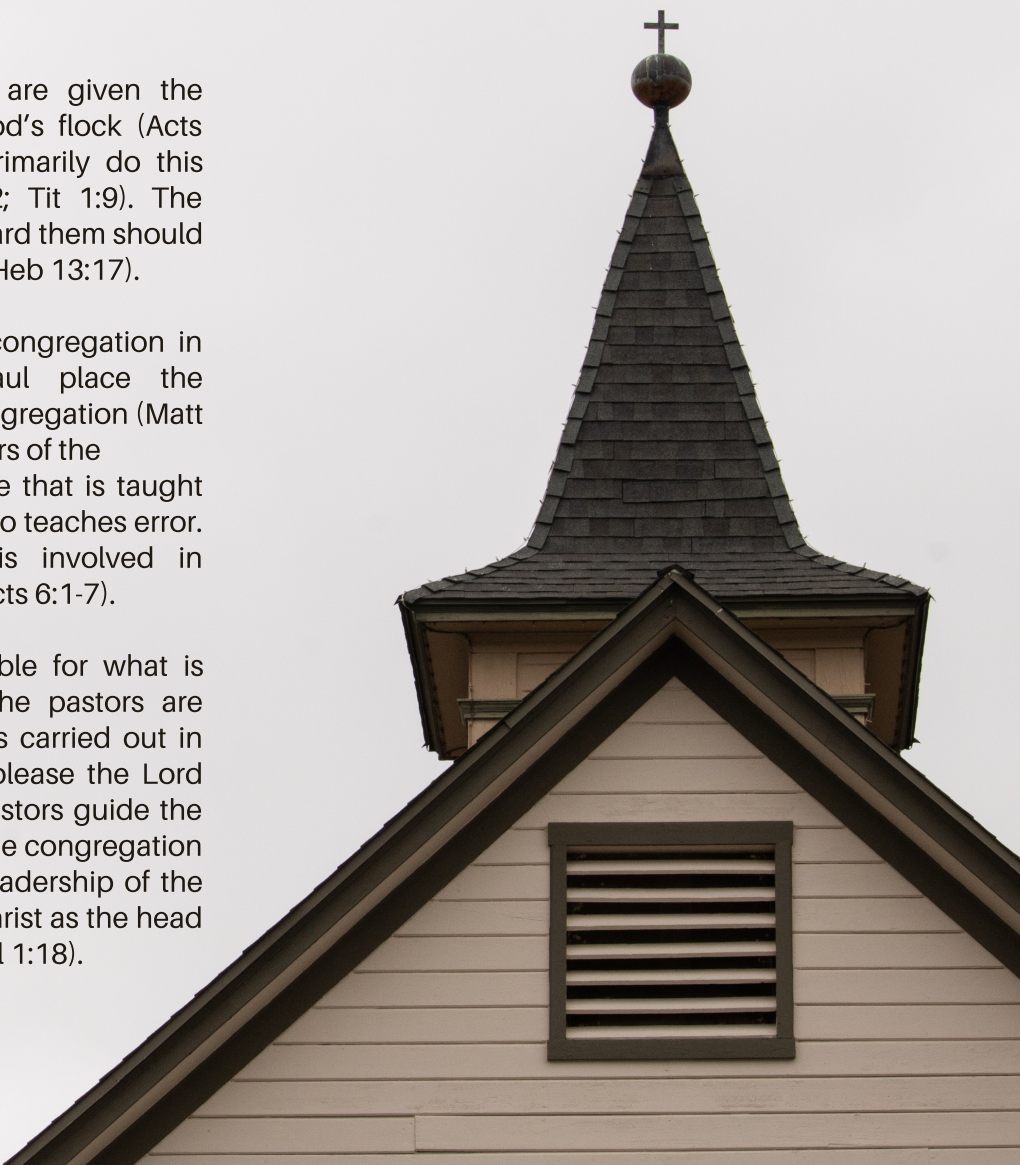 are given the
od's flock (Acts
rimarily do this
2; Tit 1:9). The
ard them should
Heb 13:17).
congregation in
aul place the
gregation (Matt
rs of the
e that is taught
o teaches error.
is involved in
cts 6:1-7).
ble for what is
he pastors are
s carried out in
please the Lord
stors guide the
e congregation
adership of the
rist as the head
l 1:18).